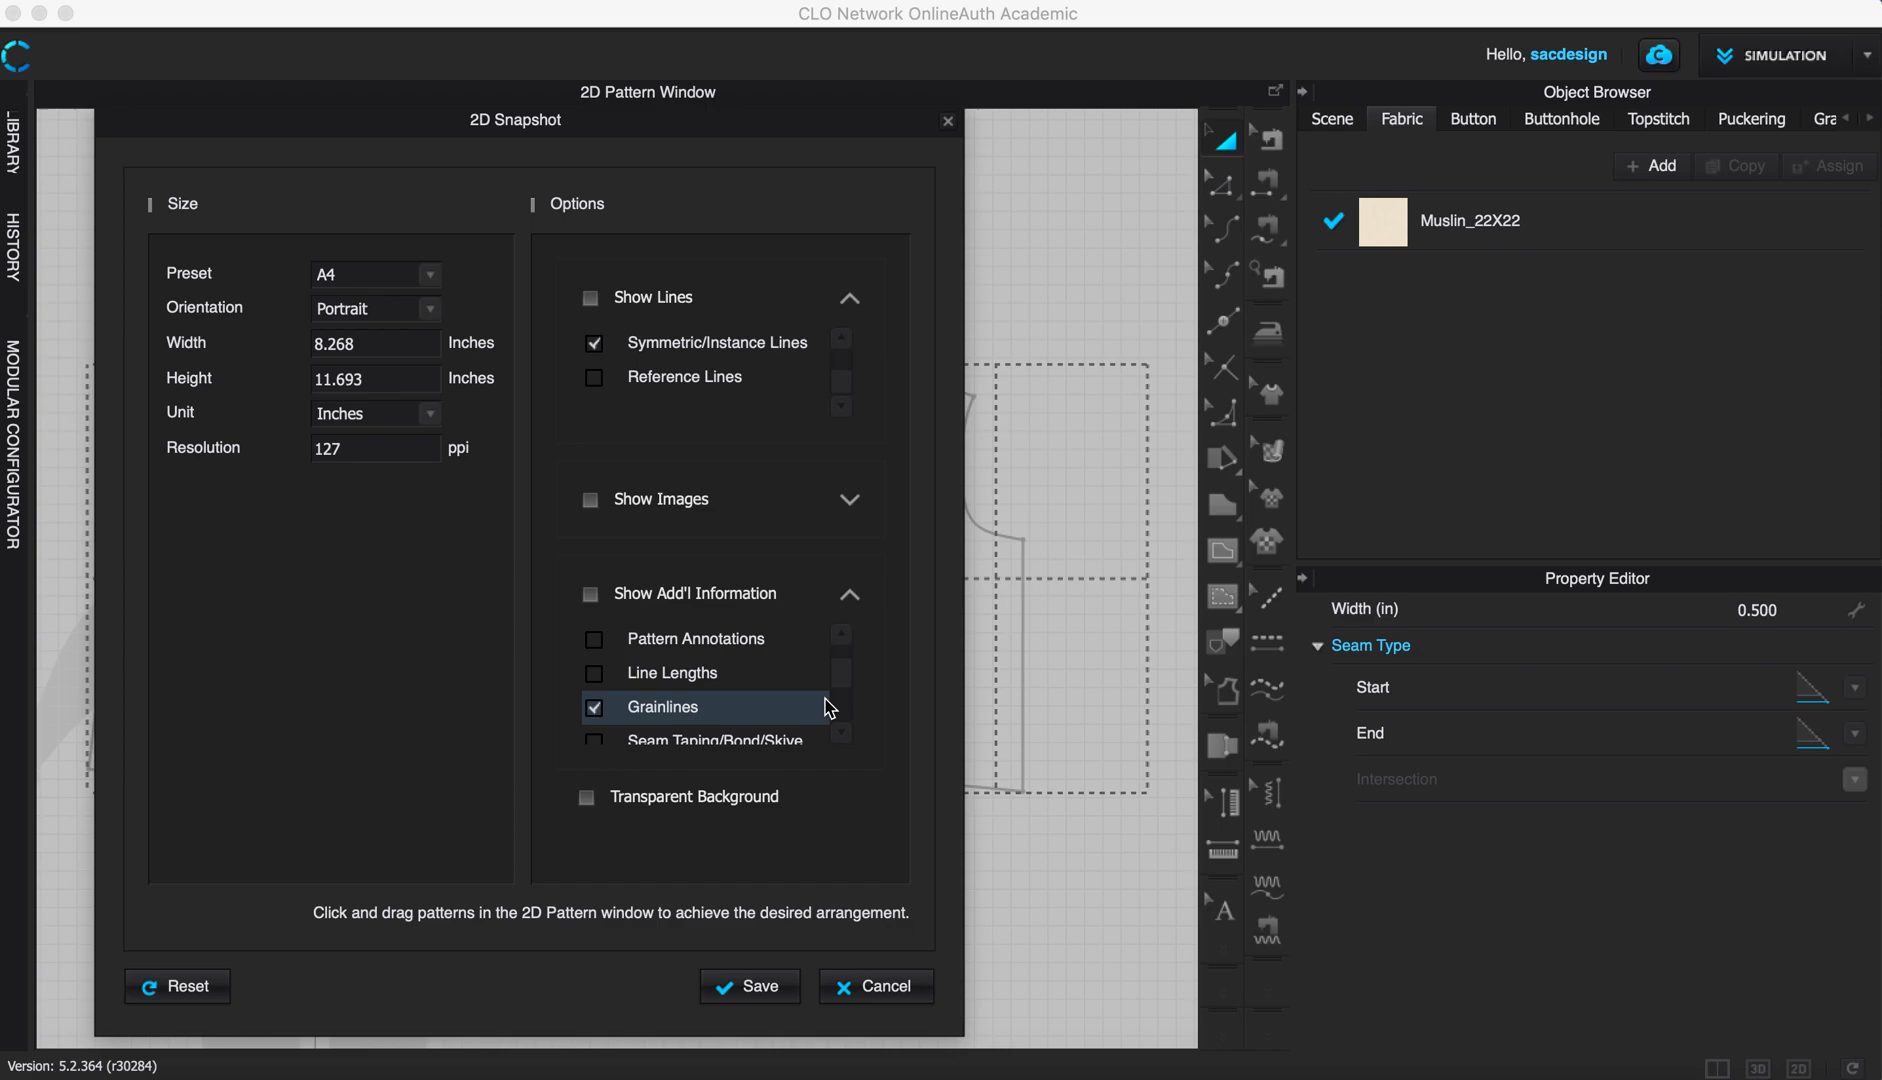 CLO Network OnlineAuth Academic
Hello, sacdesign
SIMULATION
LIBRARY
HISTORY
MODULAR CONFIGURATOR
2D Pattern Window
2D Snapshot
Size
Preset
A4
Orientation
Portrait
Width
8.268
Inches
Height
11.693
Inches
Unit
Inches
Resolution
127
ppi
Options
Show Lines
Symmetric/Instance Lines
Reference Lines
Show Images
Show Add'l Information
Pattern Annotations
Line Lengths
Grainlines
Seam Taping/Bond/Skive
Transparent Background
Click and drag patterns in the 2D Pattern window to achieve the desired arrangement.
Reset
Save
Cancel
A
Object Browser
Scene
Fabric
Button
Buttonhole
Topstitch
Puckering
Gra
+ Add
Copy
Assign
Muslin_22X22
Property Editor
Width (in)
0.500
Seam Type
Start
End
Intersection
Version: 5.2.364 (r30284)
3D
2D